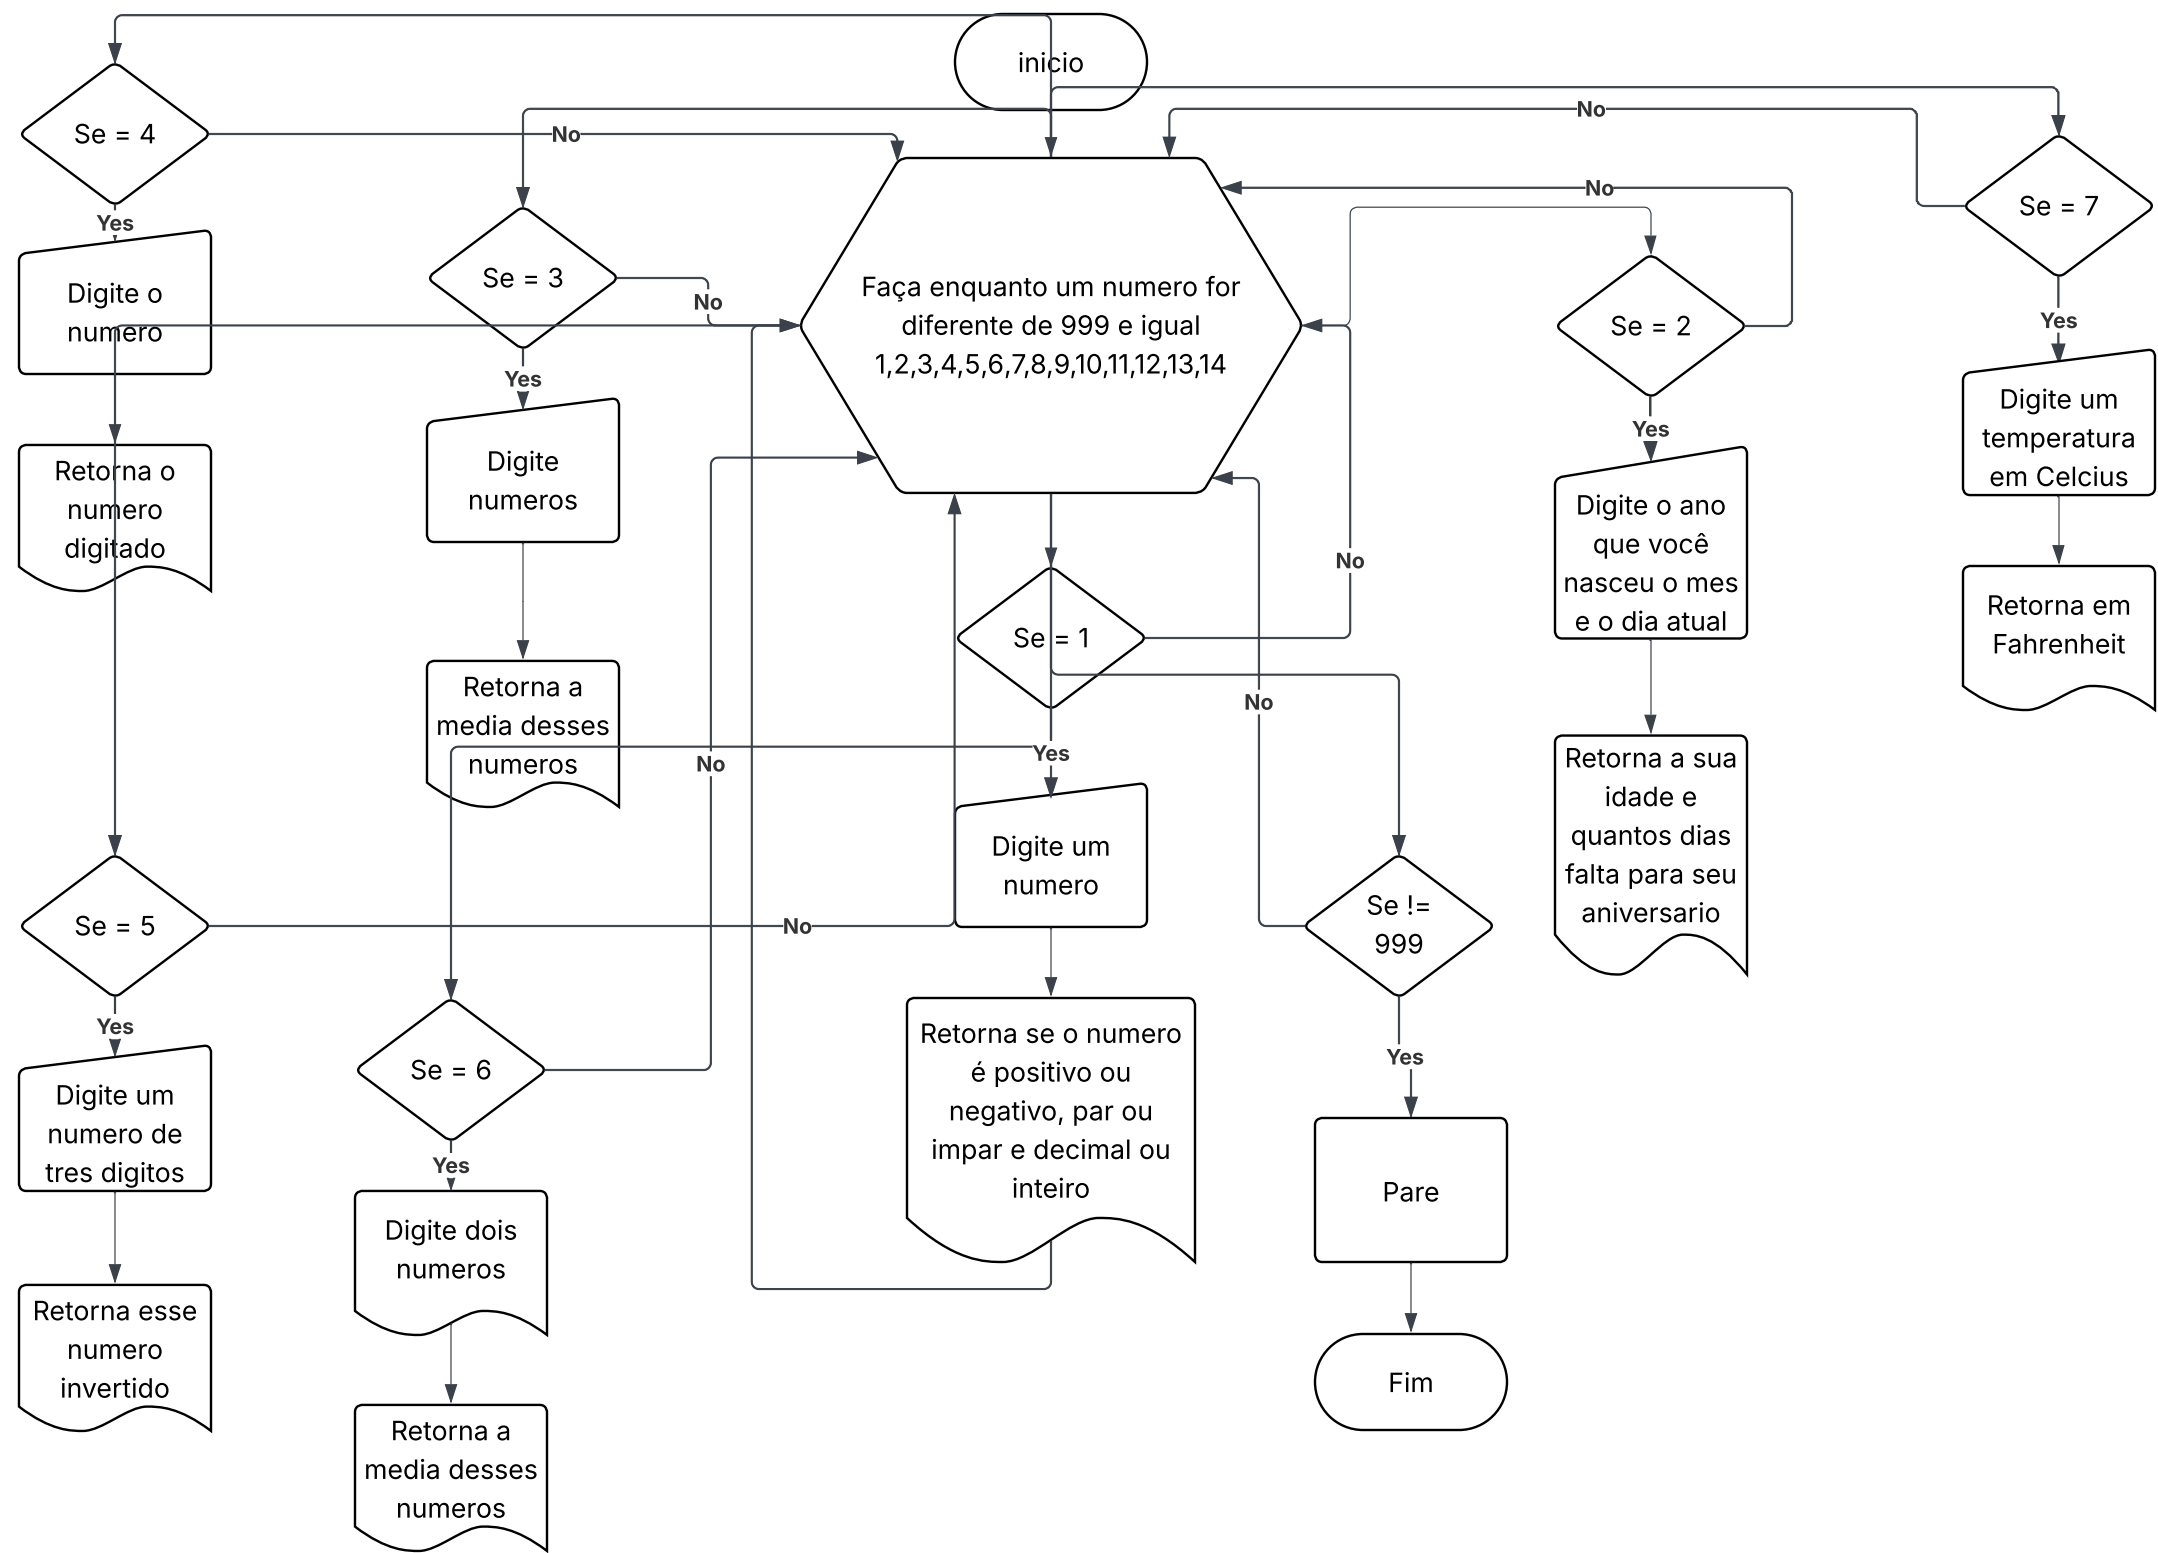 inicio
Se = 4
No
Yes
Digite o
numero
Retorna o
numero
digitado
Se = 3
No
Yes
Digite
numeros
Retorna a
media desses
numeros
Faça enquanto um numero for
diferente de 999 e igual
1,2,3,4,5,6,7,8,9,10,11,12,13,14
No
Se = 7
Yes
Digite um
temperatura
em Celcius
Retorna em
Fahrenheit
No
Se = 2
Yes
Digite o ano
que você
nasceu o mes
e o dia atual
Retorna a sua
idade e
quantos dias
falta para seu
aniversario
Se = 1
No
Yes
Digite um
numero
Retorna se o numero
é positivo ou
negativo, par ou
impar e decimal ou
inteiro
No
Se !=
999
Yes
Pare
Fim
Se = 5
No
Yes
Digite um
numero de
tres digitos
Retorna esse
numero
invertido
Se = 6
No
Yes
Digite dois
numeros
Retorna a
media desses
numeros